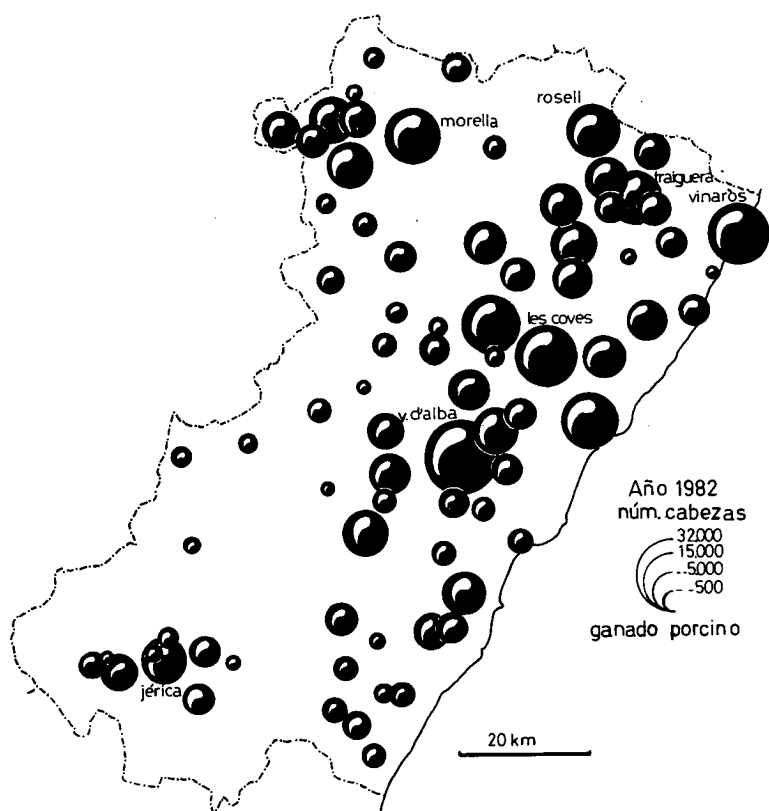 rosell
morella
traiguera
vinaros
les coves
v. d'alba
Año 1982
núm. cabezas
32.000
15.000
5.000
500
ganado porcino
jérica
20 km